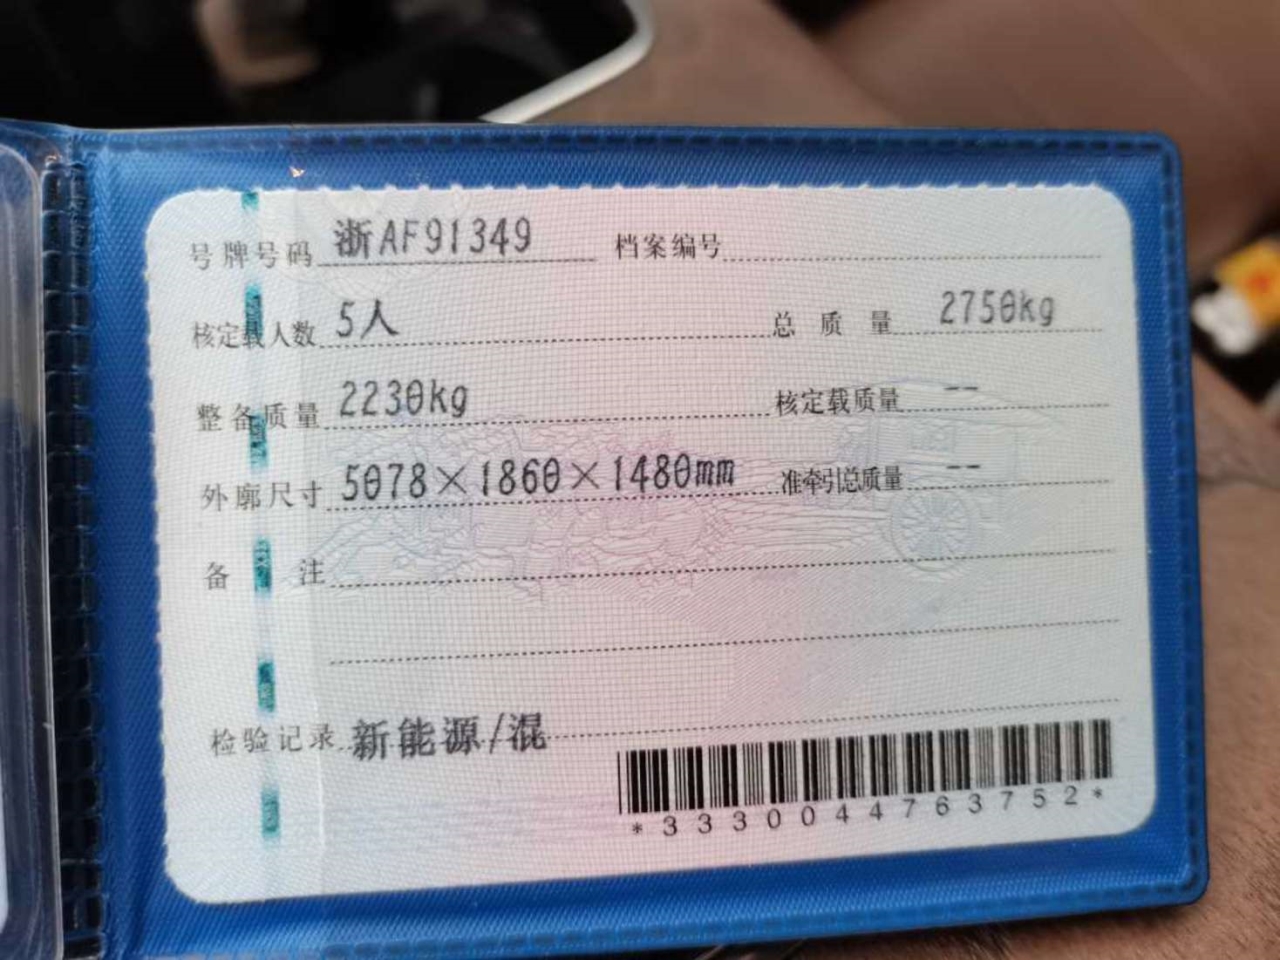 号牌号码 浙AF91349 档案编号
核定载人数 5人 总质量 2750kg
整备质量 2230kg 核定载质量 --
外廓尺寸 5078×1860×1480mm 准牵引总质量 --
备注
检验记录 新能源/混
*3330044763752*